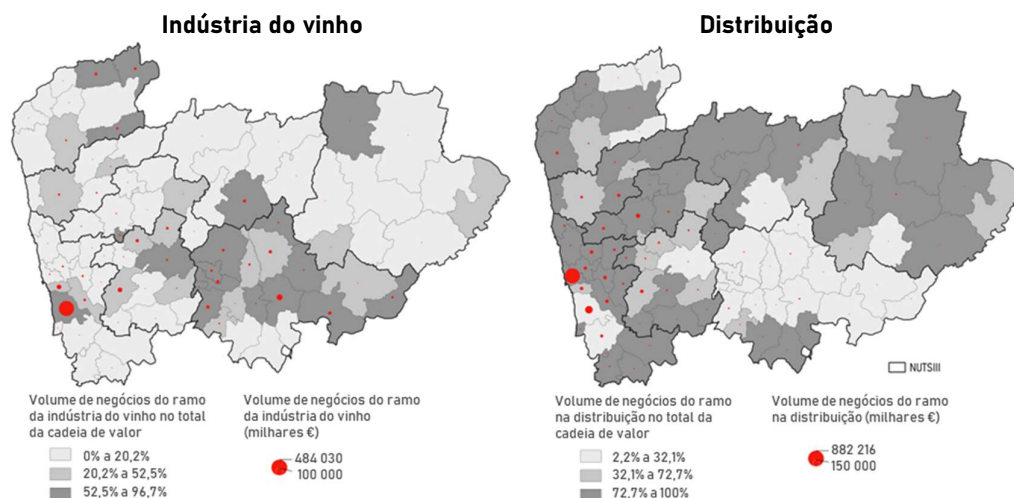 Indústria do vinho
Distribuição
NUTSIII
Volume de negócios do ramo
da indústria do vinho no total
da cadeia de valor
0% a 20,2%
20,2% a 52,5%
52,5% a 96,7%
Volume de negócios do ramo
da indústria do vinho
(milhares €)
484 030
100 000
Volume de negócios do ramo
na distribuição no total da
cadeia de valor
2,2% a 32,1%
32,1% a 72,7%
72,7% a 100%
Volume de negócios do ramo
na distribuição (milhares €)
882 216
150 000